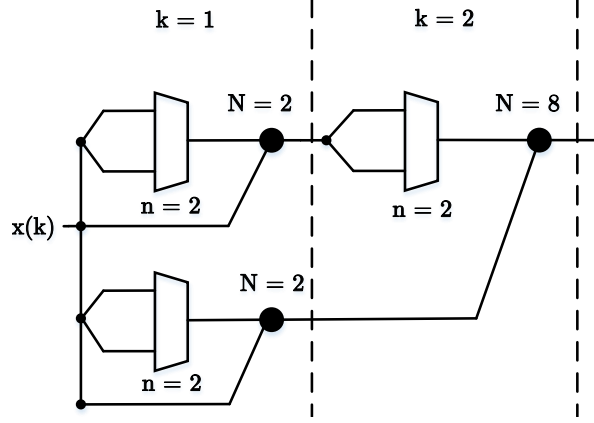 k = 1
k = 2
N = 2
N = 8
n = 2
n = 2
x(k)
N = 2
n = 2